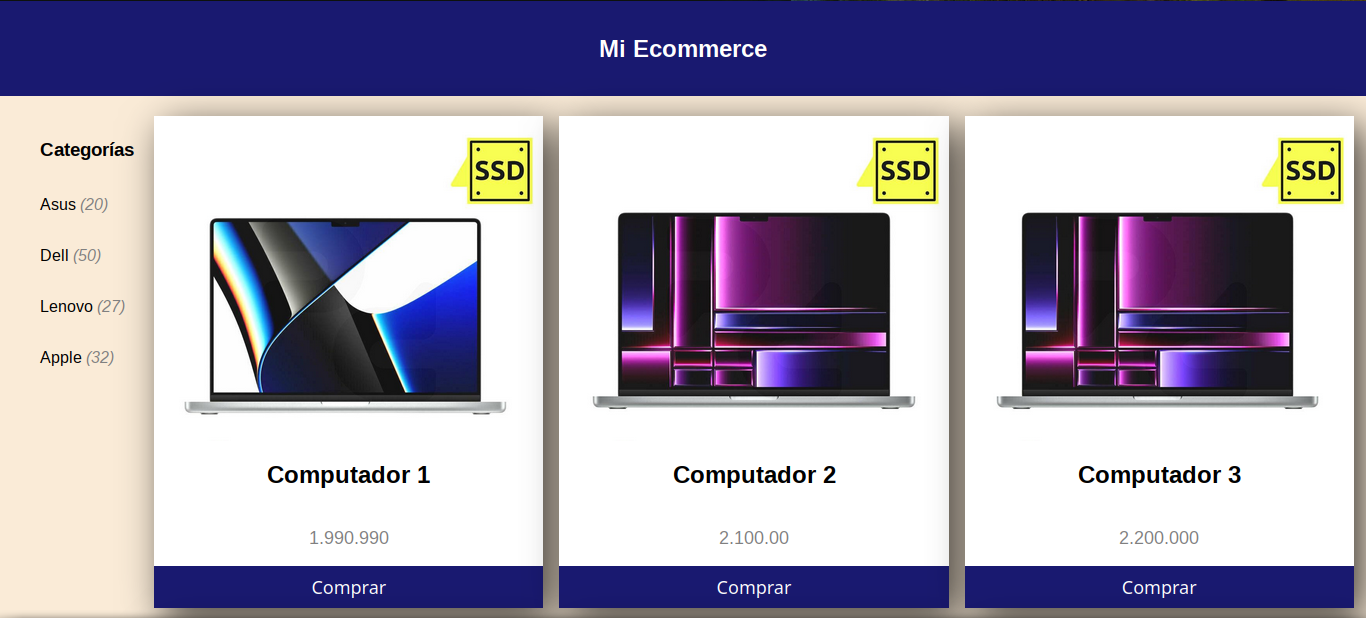 Mi Ecommerce
Categorías
Asus (20)
Dell (50)
Lenovo (27)
Apple (32)
SSD
Computador 1
1.990.990
Comprar
SSD
Computador 2
2.100.00
Comprar
SSD
Computador 3
2.200.000
Comprar